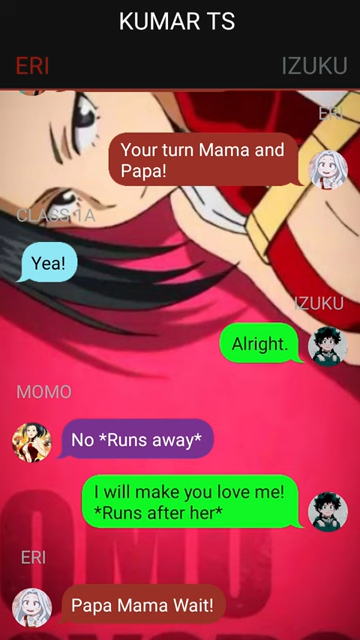 KUMAR TS
ERI
IZUKU
ERI
Your turn Mama and
Papa!
CLASS 1A
Yea!
IZUKU
Alright.
MOMO
No *Runs away*
I will make you love me!
*Runs after her*
ERI
Papa Mama Wait!